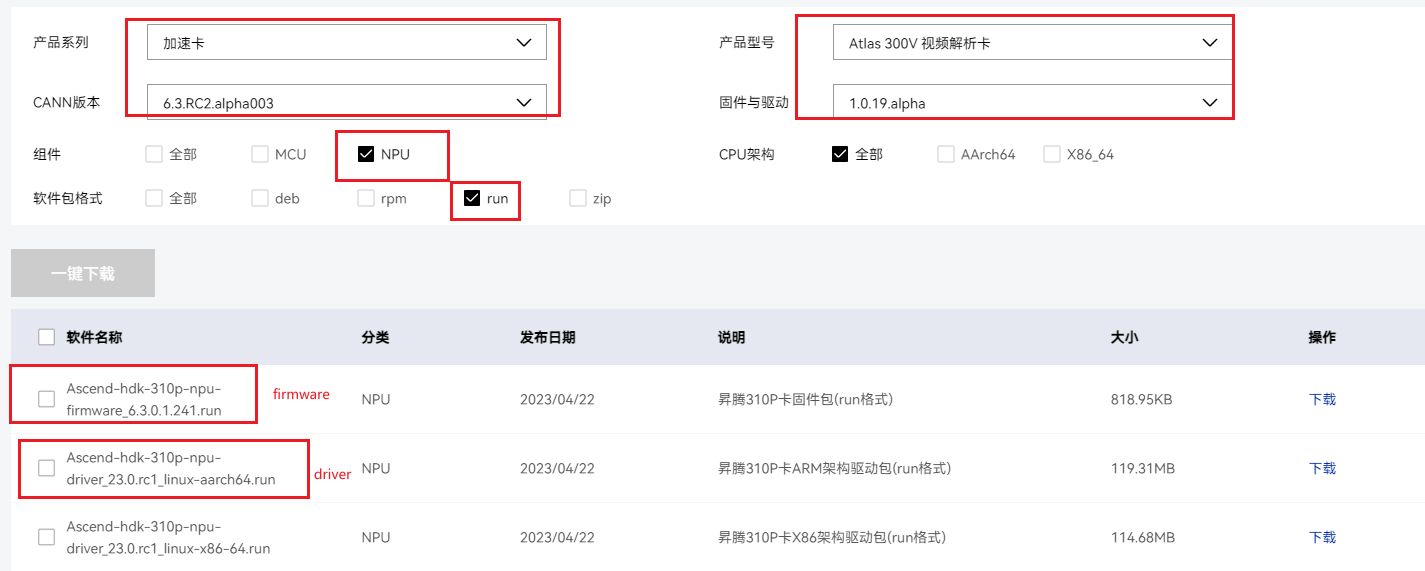 产品系列 加速卡 产品型号 Atlas 300V 视频解析卡
CANN版本 6.3.RC2.alpha003 固件与驱动 1.0.19.alpha
组件 全部 MCU NPU CPU架构 全部 AArch64 X86_64
软件包格式 全部 deb rpm run zip
一键下载
软件名称 分类 发布日期 说明 大小 操作
Ascend-hdk-310p-npu-
firmware_6.3.0.1.241.run firmware NPU 2023/04/22 昇腾310P卡固件包(run格式) 818.95KB 下载
Ascend-hdk-310p-npu-
driver_23.0.rc1_linux-aarch64.run driver NPU 2023/04/22 昇腾310P卡ARM架构驱动包(run格式) 119.31MB 下载
Ascend-hdk-310p-npu-
driver_23.0.rc1_linux-x86-64.run NPU 2023/04/22 昇腾310P卡X86架构驱动包(run格式) 114.68MB 下载